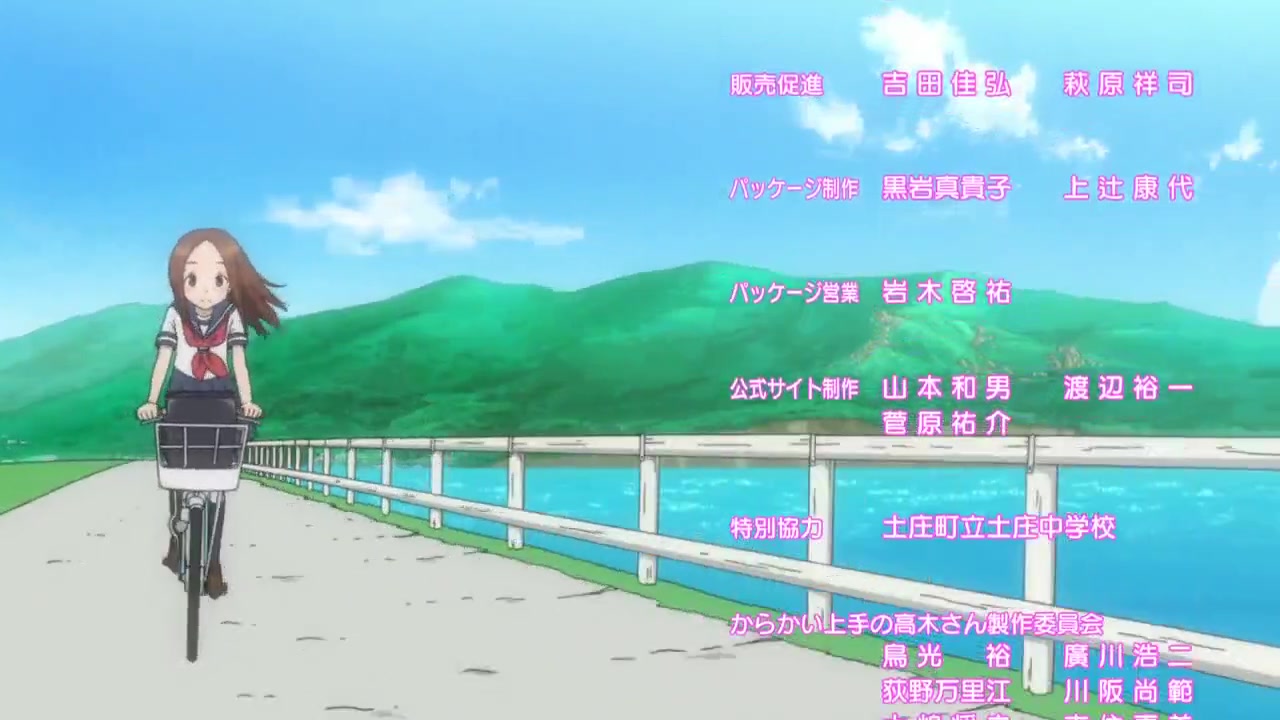 販売促進 吉田佳弘 萩原祥司
パッケージ制作 黒岩真貴子 上辻康代
パッケージ営業 岩木啓祐
公式サイト制作 山本和男 渡辺裕一
菅原祐介
特別協力 土庄町立土庄中学校
からかい上手の高木さん製作委員会
鳥光 裕 廣川浩二
荻野万里江 川阪尚範